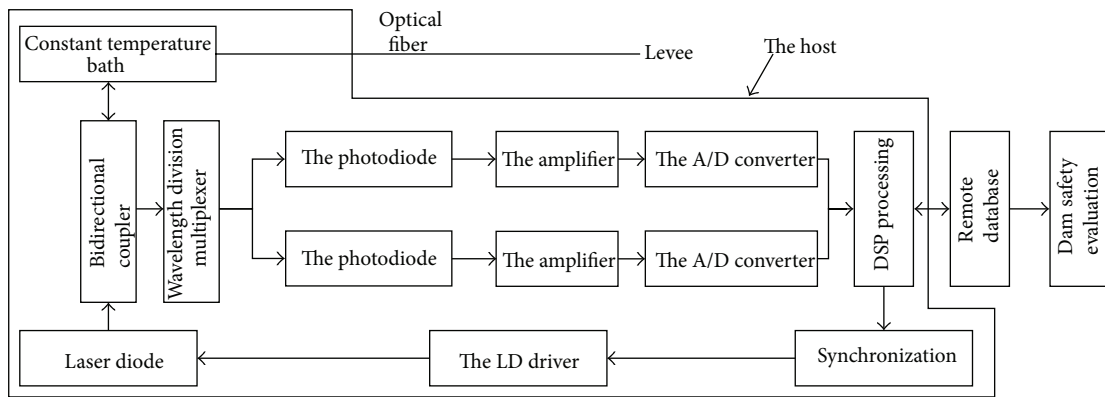 Optical
fiber
Constant temperature
bath
Levee
The host
Bidirectional
coupler
Wavelength division
multiplexer
The photodiode
The amplifier
The A/D converter
The photodiode
The amplifier
The A/D converter
DSP processing
Remote
database
Dam safety
evaluation
Laser diode
The LD driver
Synchronization